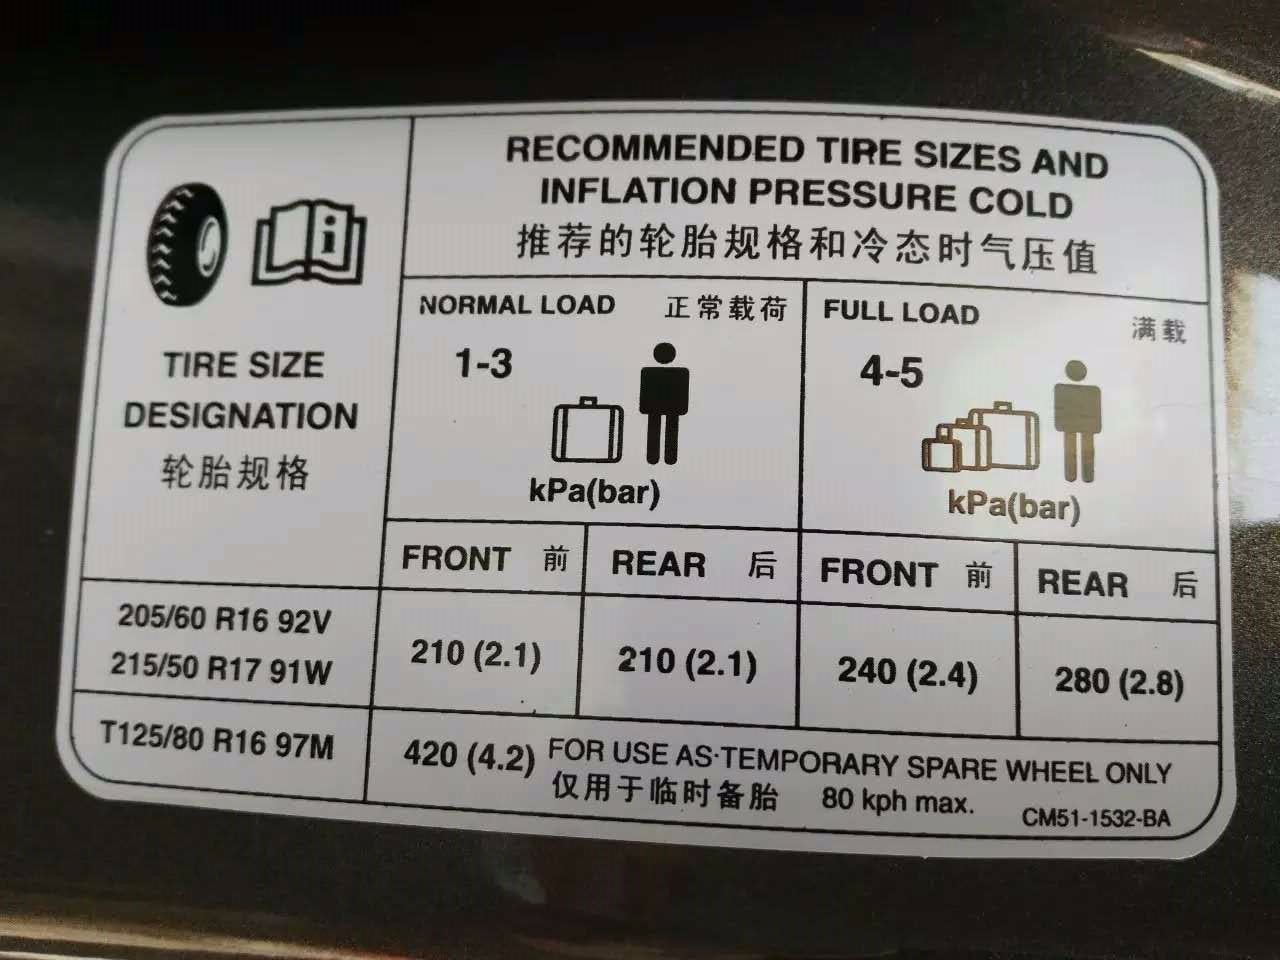 RECOMMENDED TIRE SIZES AND
INFLATION PRESSURE COLD
推荐的轮胎规格和冷态时气压值
TIRE SIZE
DESIGNATION
轮胎规格
NORMAL LOAD 正常载荷
1-3
kPa(bar)
FULL LOAD 满载
4-5
kPa(bar)
FRONT 前 REAR 后 FRONT 前 REAR 后
205/60 R16 92V
215/50 R17 91W
210 (2.1) 210 (2.1) 240 (2.4) 280 (2.8)
T125/80 R16 97M
420 (4.2) FOR USE AS TEMPORARY SPARE WHEEL ONLY
仅用于临时备胎 80 kph max. CM51-1532-BA